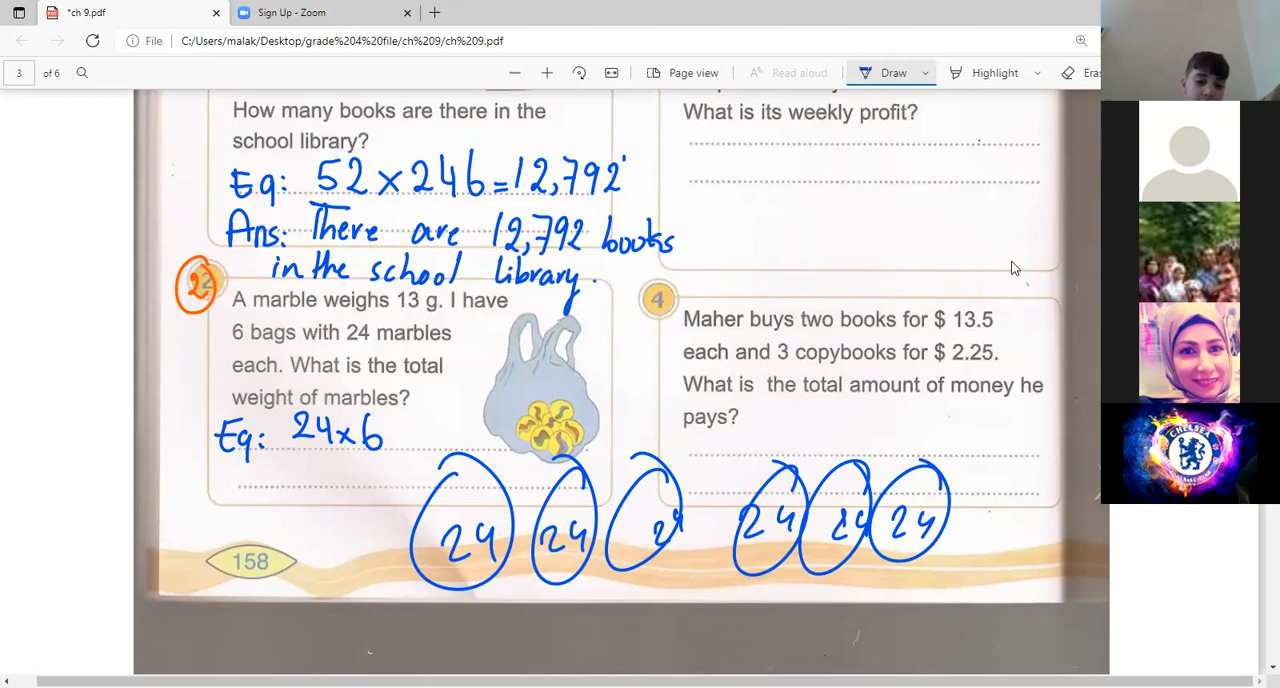 *ch 9.pdf
Sign Up - Zoom
File
C:/Users/malak/Desktop/grade%204%20file/ch%209/ch%209.pdf
3
of 6
Page view
Read aloud
Draw
Highlight
Eras
How many books are there in the
school library?
Eq: 52 x 246 = 12,792
Ans: There are 12,792 books
in the school library.
2
A marble weighs 13 g. I have
6 bags with 24 marbles
each. What is the total
weight of marbles?
Eq: 24 x 6
24 24 24 24 24 24
158
What is its weekly profit?
4
Maher buys two books for $ 13.5
each and 3 copybooks for $ 2.25.
What is the total amount of money he
pays?
CHELSEA
FOOTBALL CLUB